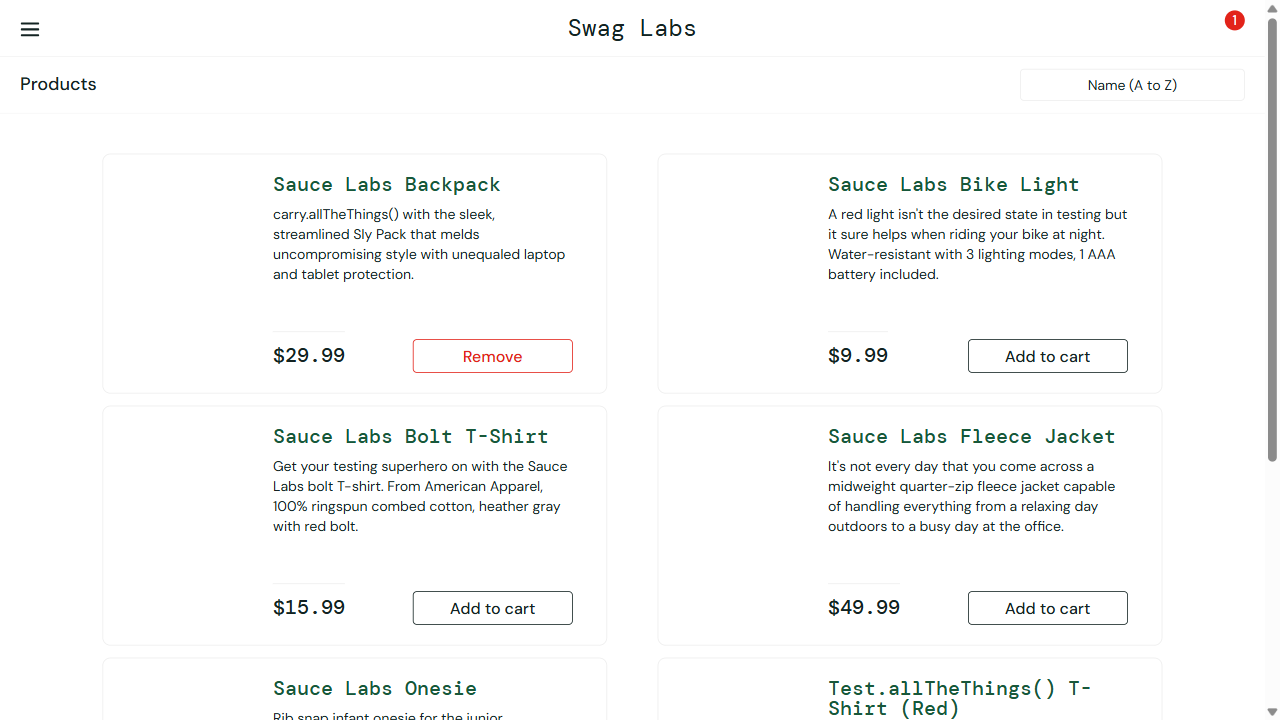 Swag Labs
1
Products
Name (A to Z)
Sauce Labs Backpack
carry.allTheThings() with the sleek,
streamlined Sly Pack that melds
uncompromising style with unequaled laptop
and tablet protection.
$29.99
Remove
Sauce Labs Bike Light
A red light isn't the desired state in testing but
it sure helps when riding your bike at night.
Water-resistant with 3 lighting modes, 1 AAA
battery included.
$9.99
Add to cart
Sauce Labs Bolt T-Shirt
Get your testing superhero on with the Sauce
Labs bolt T-shirt. From American Apparel,
100% ringspun combed cotton, heather gray
with red bolt.
$15.99
Add to cart
Sauce Labs Fleece Jacket
It's not every day that you come across a
midweight quarter-zip fleece jacket capable
of handling everything from a relaxing day
outdoors to a busy day at the office.
$49.99
Add to cart
Sauce Labs Onesie
Rib snap infant onesie for the junior
Test.allTheThings() T-
Shirt (Red)